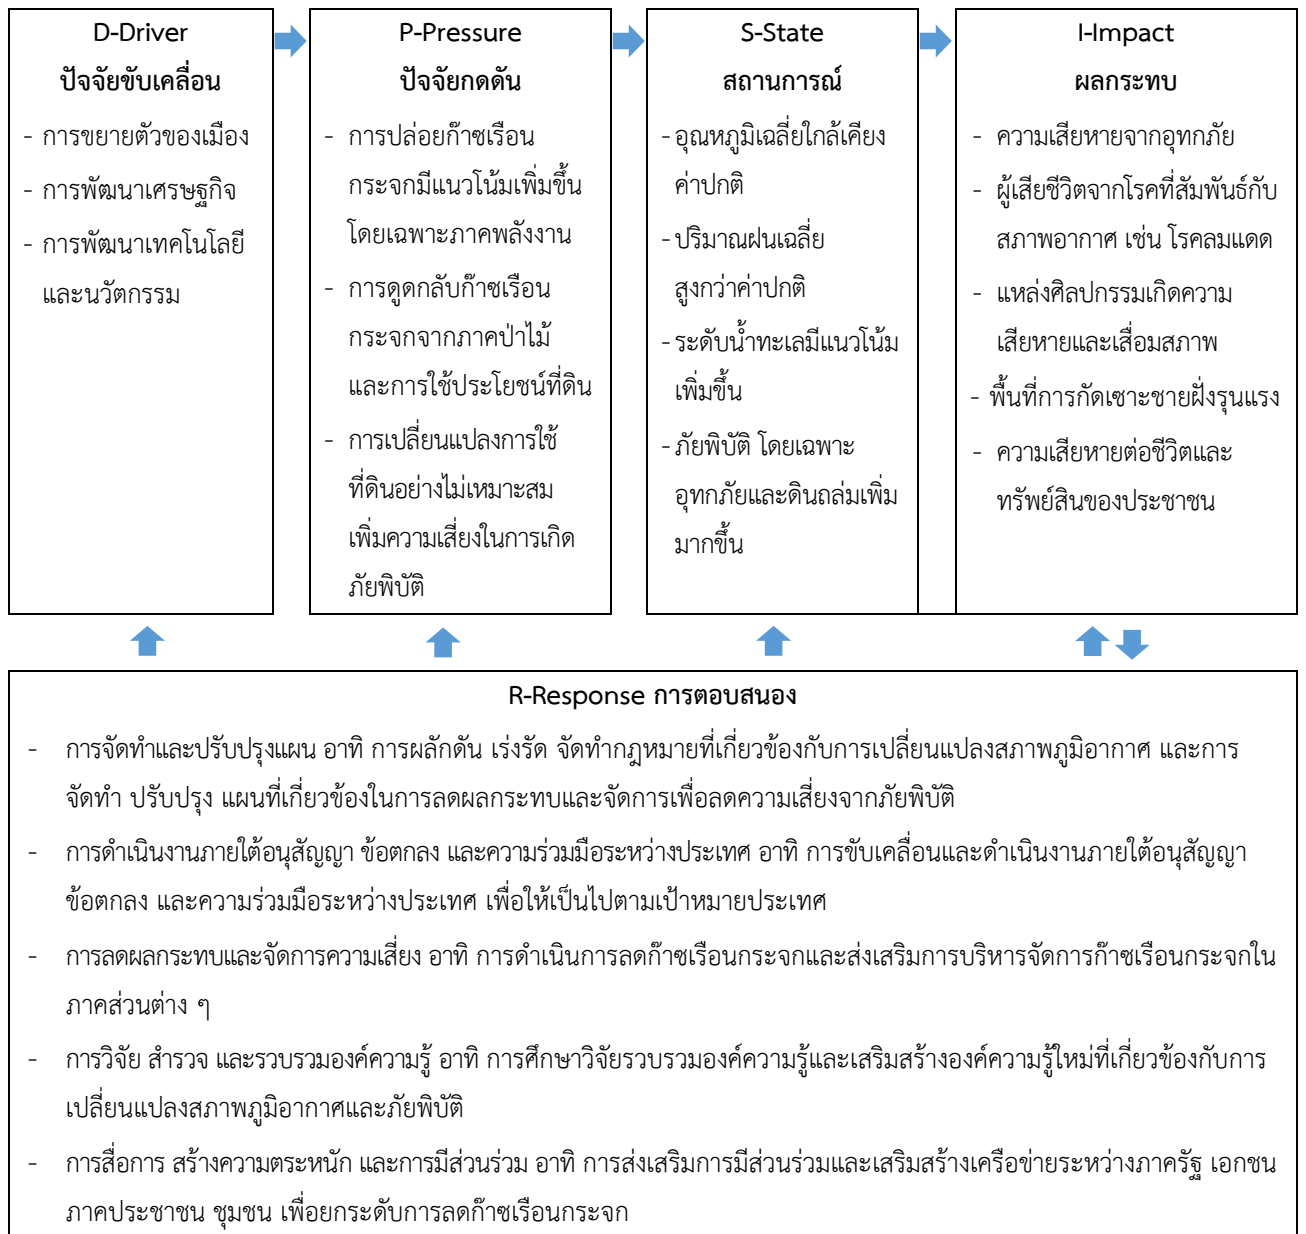 D-Driver
ปัจจัยขับเคลื่อน
- การขยายตัวของเมือง
- การพัฒนาเศรษฐกิจ
- การพัฒนาเทคโนโลยี
และนวัตกรรม
P-Pressure
ปัจจัยกดดัน
- การปล่อยก๊าซเรือน
กระจกมีแนวโน้มเพิ่มขึ้น
โดยเฉพาะภาคพลังงาน
- การดูดกลับก๊าซเรือน
กระจกจากภาคป่าไม้
และการใช้ประโยชน์ที่ดิน
- การเปลี่ยนแปลงการใช้
ที่ดินอย่างไม่เหมาะสม
เพิ่มความเสี่ยงในการเกิด
ภัยพิบัติ
S-State
สถานการณ์
- อุณหภูมิเฉลี่ยใกล้เคียง
ค่าปกติ
- ปริมาณฝนเฉลี่ย
สูงกว่าค่าปกติ
- ระดับน้ำทะเลมีแนวโน้ม
เพิ่มขึ้น
- ภัยพิบัติ โดยเฉพาะ
อุทกภัยและดินถล่มเพิ่ม
มากขึ้น
I-Impact
ผลกระทบ
- ความเสียหายจากอุทกภัย
- ผู้เสียชีวิตจากโรคที่สัมพันธ์กับ
สภาพอากาศ เช่น โรคลมแดด
- แหล่งศิลปกรรมเกิดความ
เสียหายและเสื่อมสภาพ
- พื้นที่การกัดเซาะชายฝั่งรุนแรง
- ความเสียหายต่อชีวิตและ
ทรัพย์สินของประชาชน
R-Response การตอบสนอง
- การจัดทำและปรับปรุงแผน อาทิ การผลักดัน เร่งรัด จัดทำกฎหมายที่เกี่ยวข้องกับการเปลี่ยนแปลงสภาพภูมิอากาศ และการ
จัดทำ ปรับปรุง แผนที่เกี่ยวข้องในการลดผลกระทบและจัดการเพื่อลดความเสี่ยงจากภัยพิบัติ
- การดำเนินงานภายใต้อนุสัญญา ข้อตกลง และความร่วมมือระหว่างประเทศ อาทิ การขับเคลื่อนและดำเนินงานภายใต้อนุสัญญา
ข้อตกลง และความร่วมมือระหว่างประเทศ เพื่อให้เป็นไปตามเป้าหมายประเทศ
- การลดผลกระทบและจัดการความเสี่ยง อาทิ การดำเนินการลดก๊าซเรือนกระจกและส่งเสริมการบริหารจัดการก๊าซเรือนกระจกใน
ภาคส่วนต่าง ๆ
- การวิจัย สำรวจ และรวบรวมองค์ความรู้ อาทิ การศึกษาวิจัยรวบรวมองค์ความรู้และเสริมสร้างองค์ความรู้ใหม่ที่เกี่ยวข้องกับการ
เปลี่ยนแปลงสภาพภูมิอากาศและภัยพิบัติ
- การสื่อการ สร้างความตระหนัก และการมีส่วนร่วม อาทิ การส่งเสริมการมีส่วนร่วมและเสริมสร้างเครือข่ายระหว่างภาครัฐ เอกชน
ภาคประชาชน ชุมชน เพื่อยกระดับการลดก๊าซเรือนกระจก